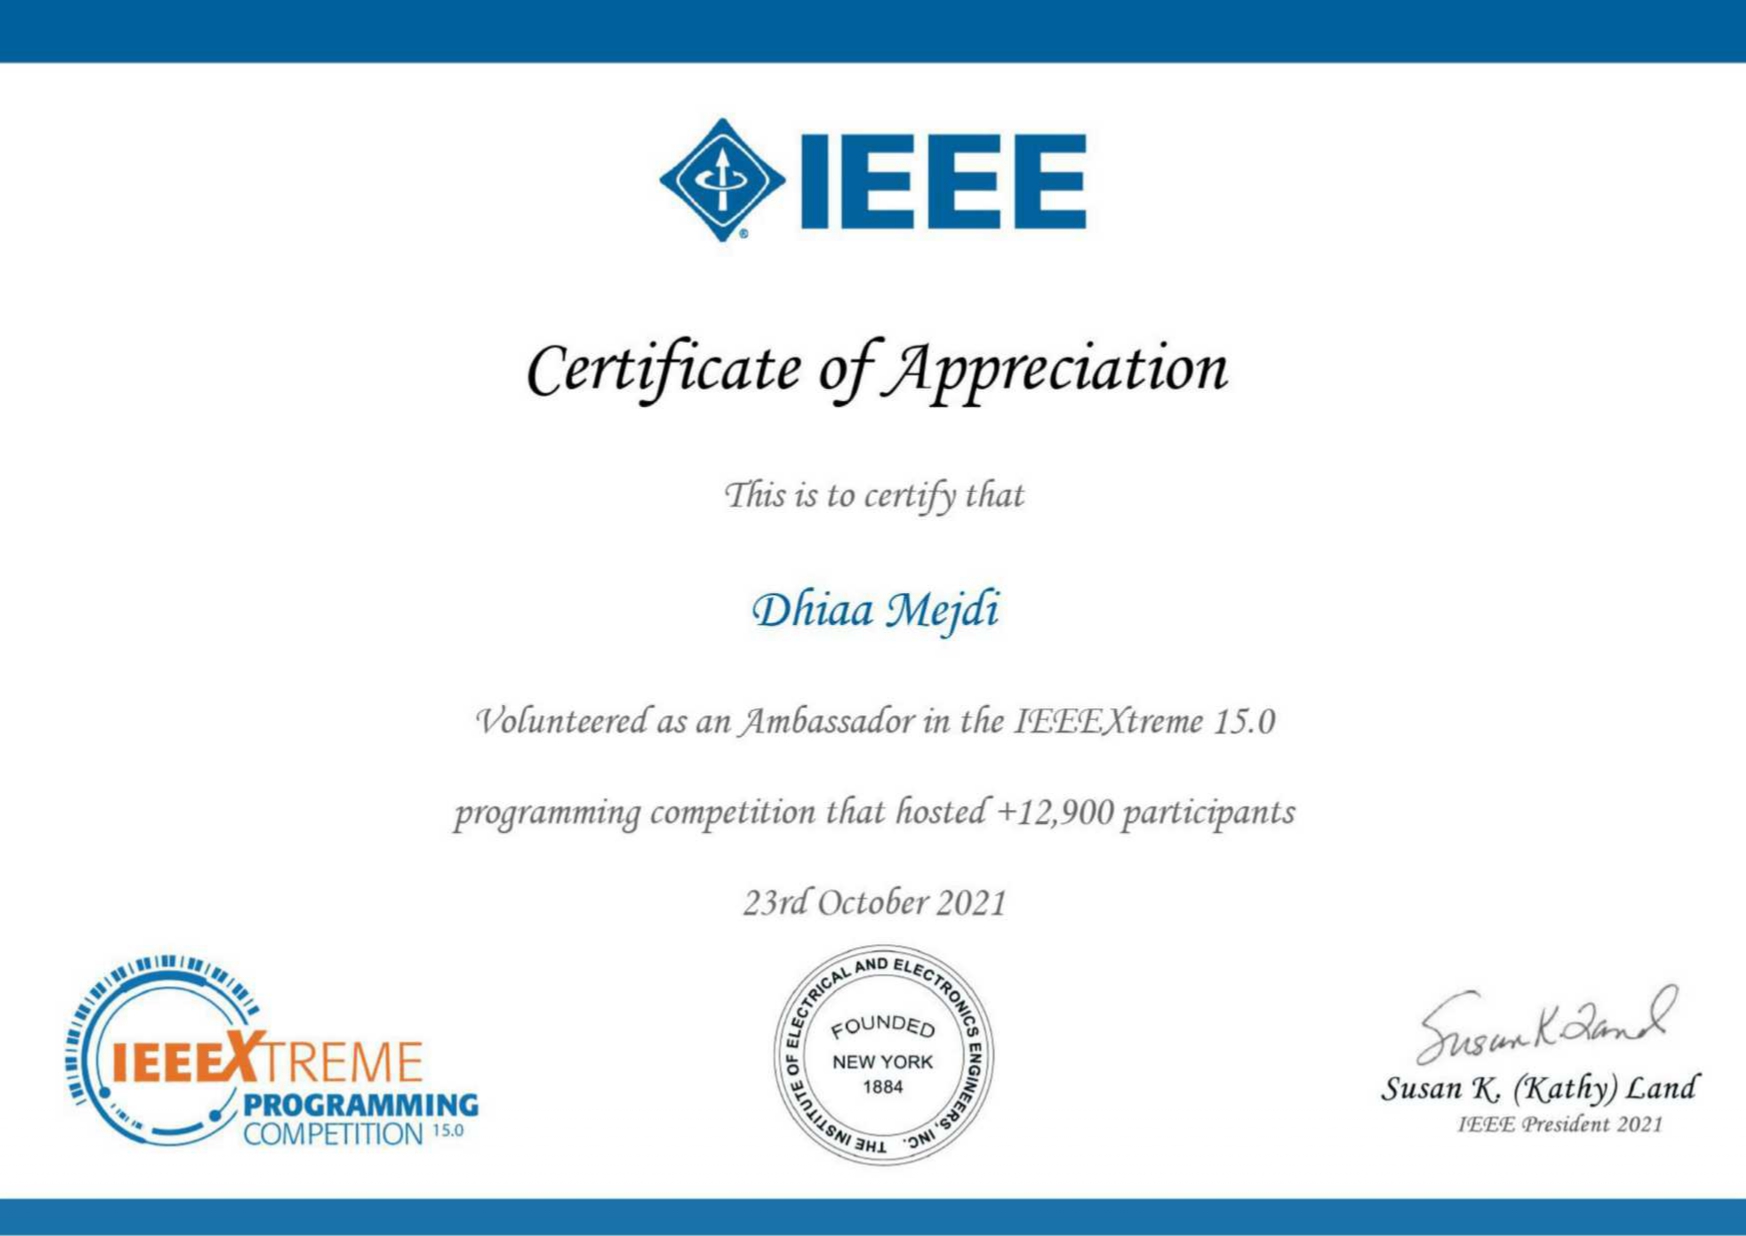 IEEE
®
Certificate of Appreciation
This is to certify that
Dhiaa Mejdi
Volunteered as an Ambassador in the IEEEXtreme 15.0
programming competition that hosted +12,900 participants
23rd October 2021
IEEEXTREME
PROGRAMMING
COMPETITION 15.0
THE INSTITUTE OF ELECTRICAL AND ELECTRONICS ENGINEERS, INC.
FOUNDED
NEW YORK
1884
Susan K. Land
Susan K. (Kathy) Land
IEEE President 2021